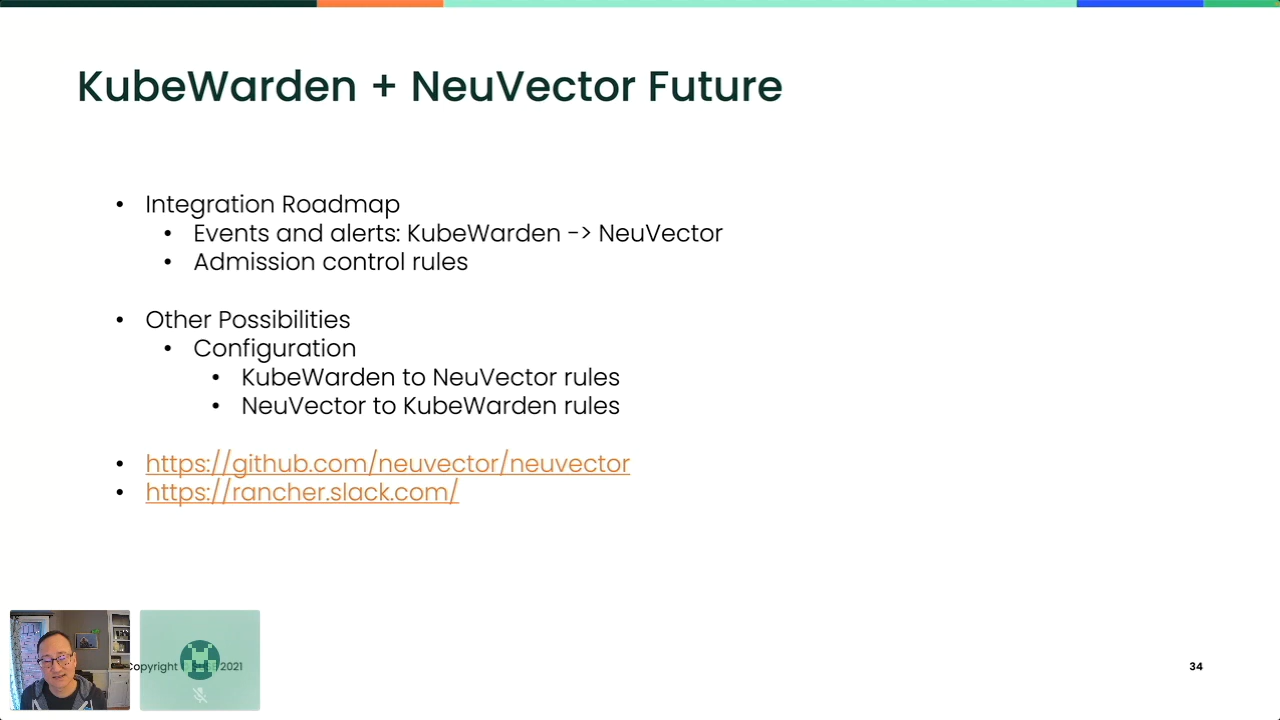 KubeWarden + NeuVector Future
• Integration Roadmap
• Events and alerts: KubeWarden -> NeuVector
• Admission control rules
• Other Possibilities
• Configuration
• KubeWarden to NeuVector rules
• NeuVector to KubeWarden rules
• https://github.com/neuvector/neuvector
• https://rancher.slack.com/
Copyright 2021
34